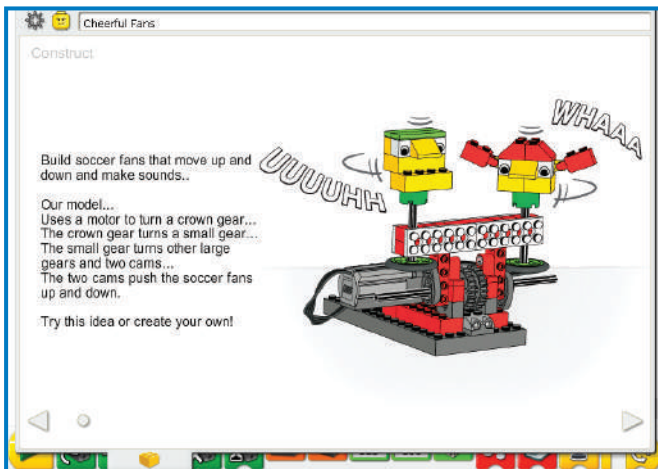 Cheerful Fans
Construct
WHAAA
UUUUHH
Build soccer fans that move up and
down and make sounds..
Our model...
Uses a motor to turn a crown gear...
The crown gear turns a small gear...
The small gear turns other large
gears and two cams...
The two cams push the soccer fans
up and down.
Try this idea or create your own!